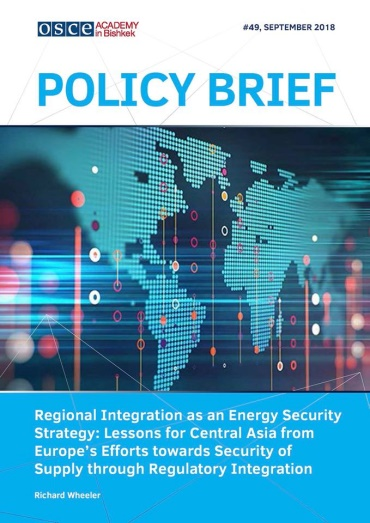 osce ACADEMY
in Bishkek
#49, SEPTEMBER 2018
POLICY BRIEF
Regional Integration as an Energy Security
Strategy: Lessons for Central Asia from
Europe's Efforts towards Security of
Supply through Regulatory Integration
Richard Wheeler